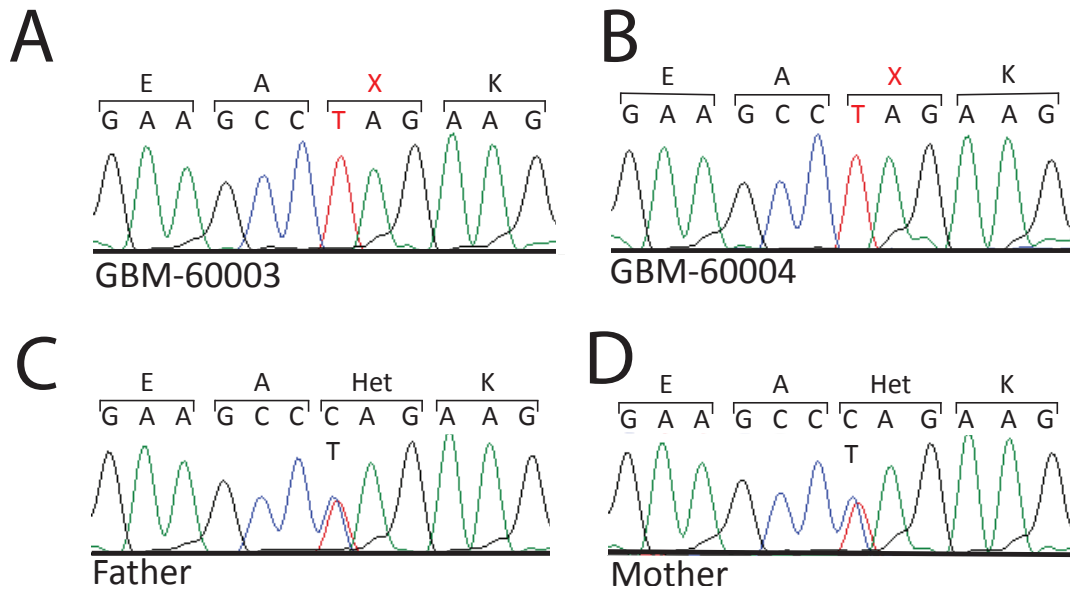 A
E A X K
G A A G C C T A G A A G
GBM-60003
B
E A X K
G A A G C C T A G A A G
GBM-60004
C
E A Het K
G A A G C C C A G A A G
T
Father
D
E A Het K
G A A G C C C A G A A G
T
Mother